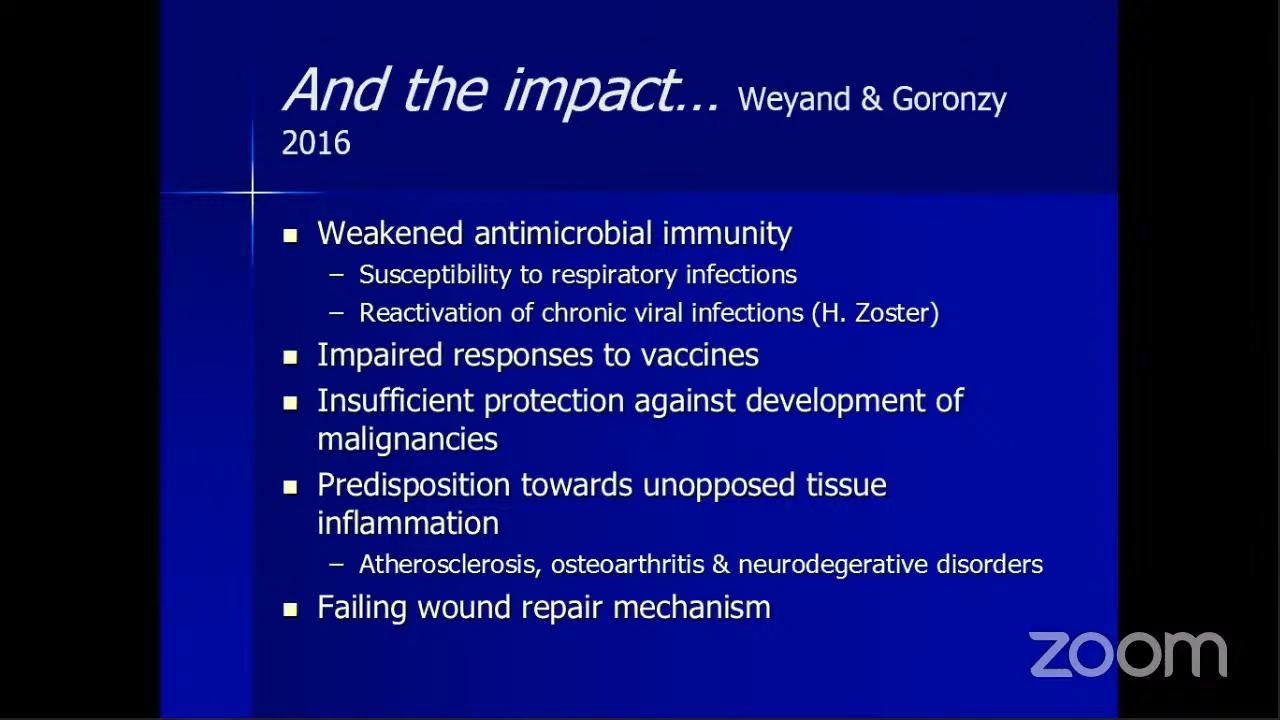 And the impact... Weyand & Goronzy
2016
■ Weakened antimicrobial immunity
– Susceptibility to respiratory infections
– Reactivation of chronic viral infections (H. Zoster)
■ Impaired responses to vaccines
■ Insufficient protection against development of
malignancies
■ Predisposition towards unopposed tissue
inflammation
– Atherosclerosis, osteoarthritis & neurodegerative disorders
■ Failing wound repair mechanism
zoom